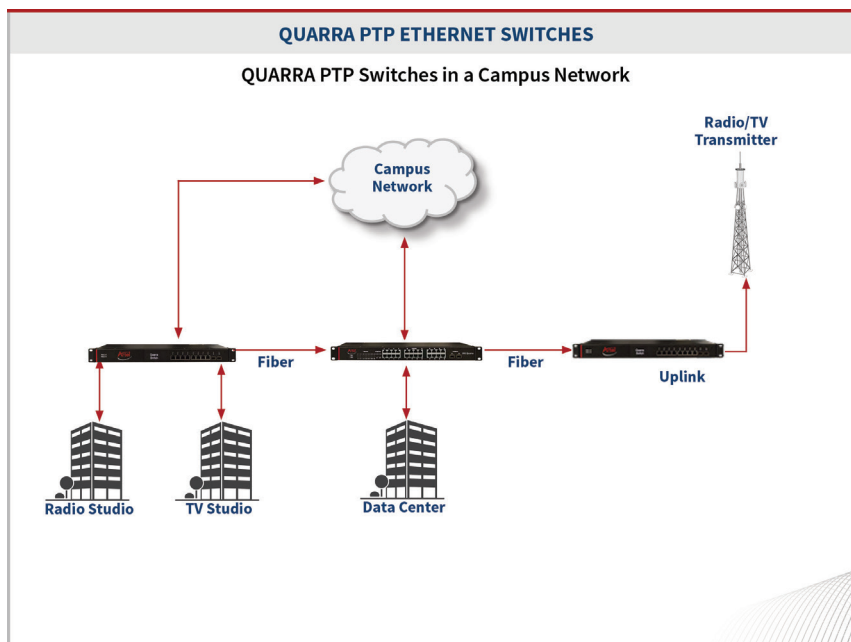 QUARRA PTP ETHERNET SWITCHES
QUARRA PTP Switches in a Campus Network
Radio/TV
Transmitter
Campus
Network
Fiber
Fiber
Uplink
Radio Studio
TV Studio
Data Center